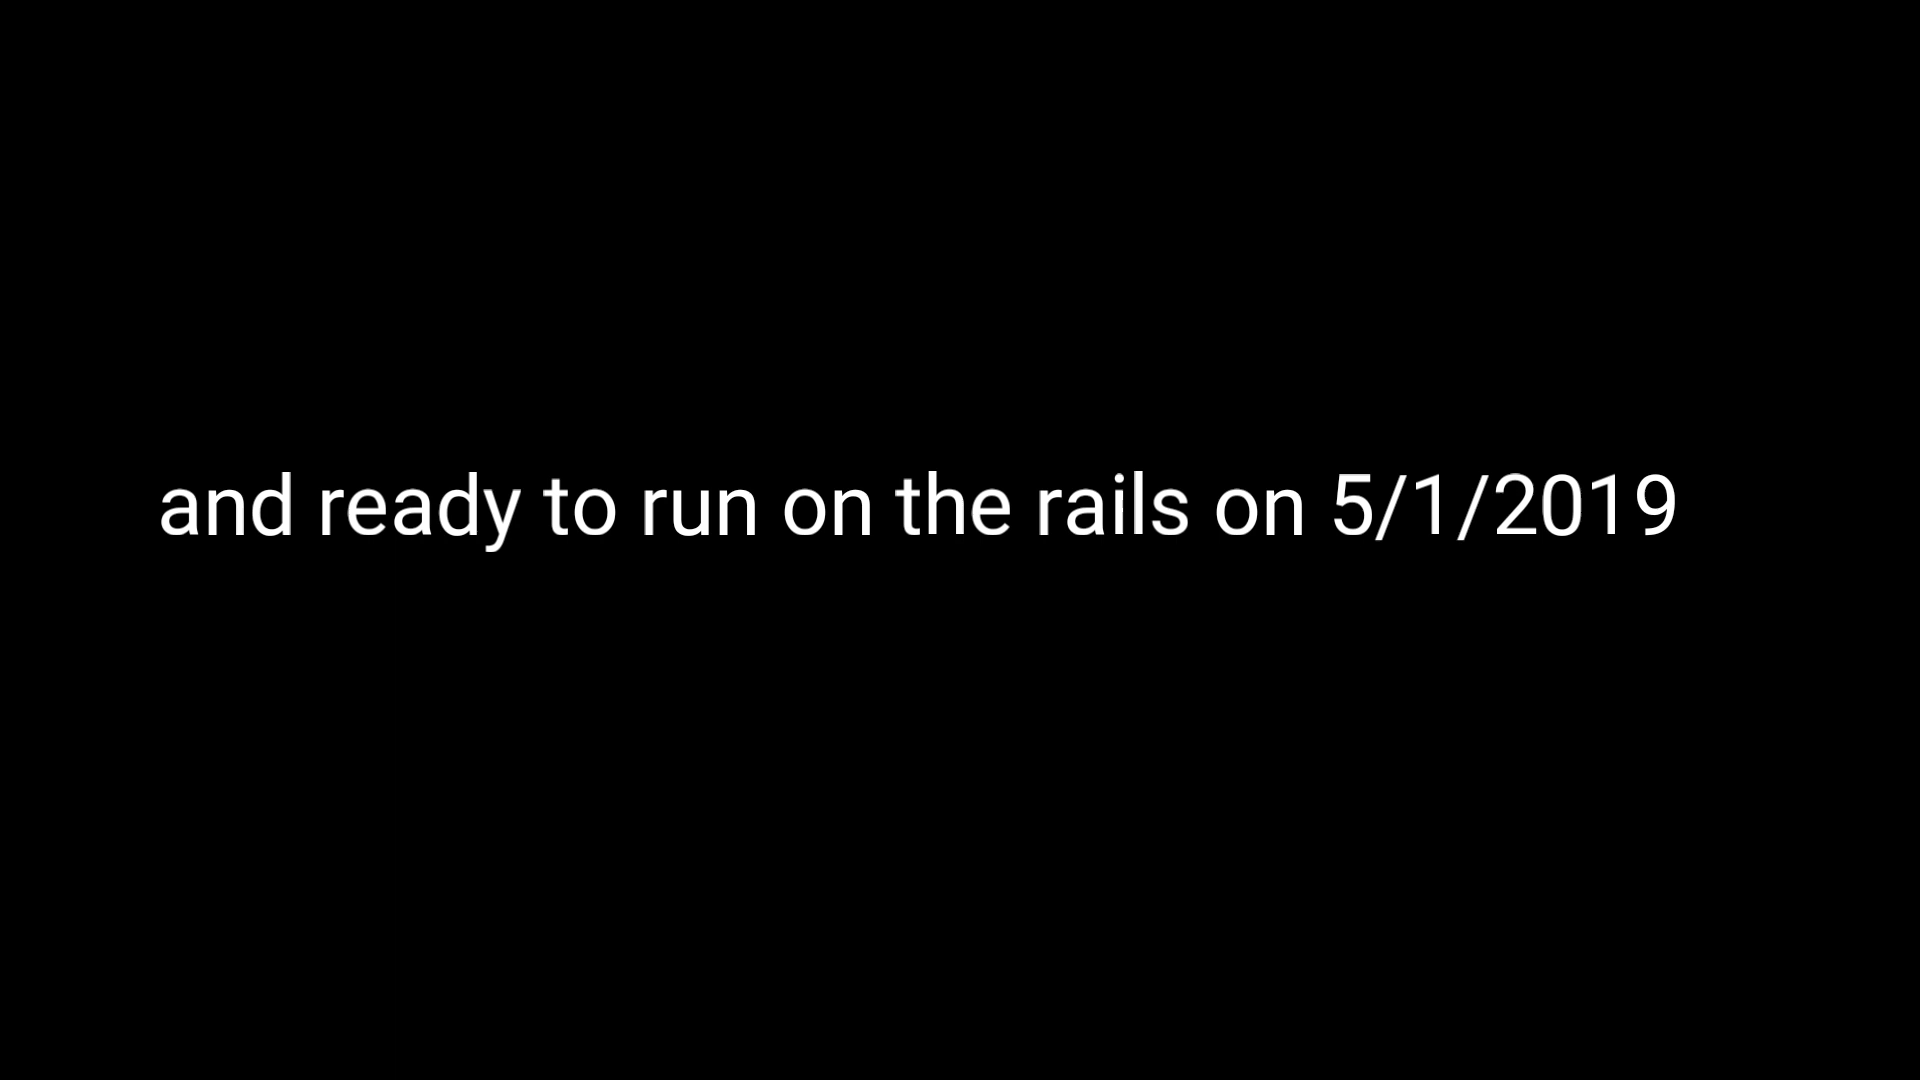 and ready to run on the rails on 5/1/2019